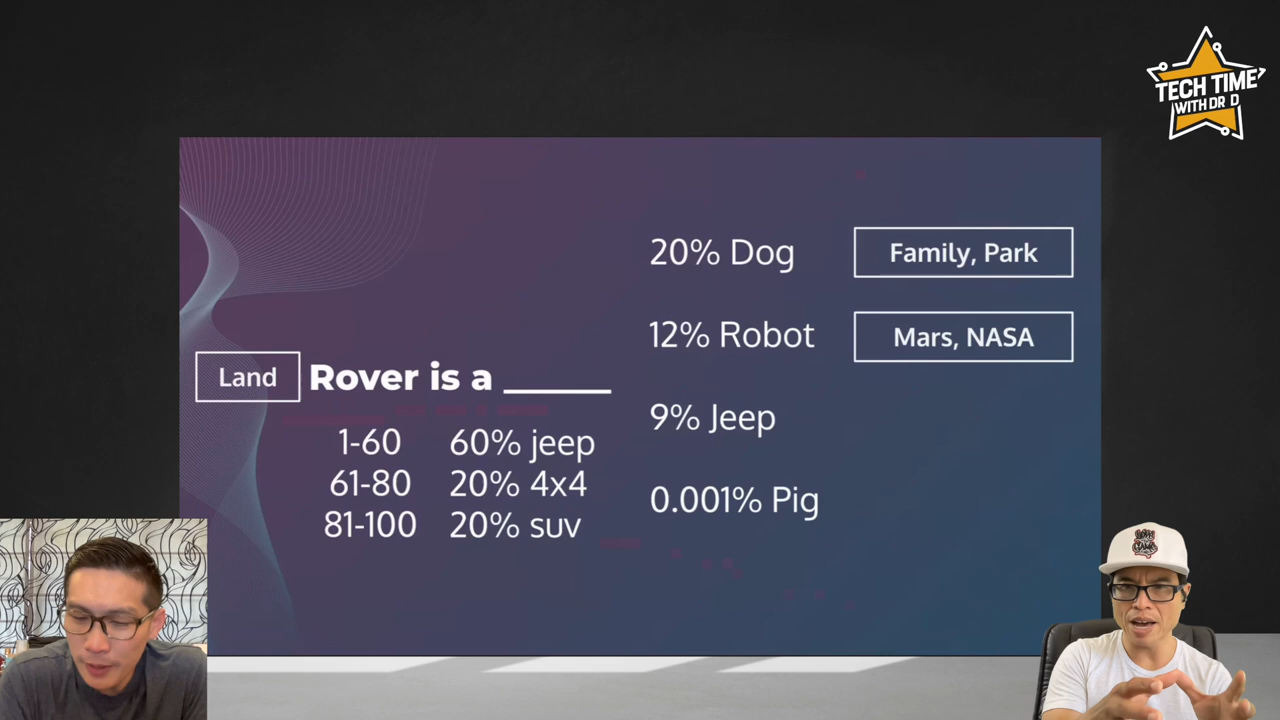 TECH TIME
WITH DR D
20% Dog
Family, Park
12% Robot
Mars, NASA
Land
Rover is a _____
9% Jeep
1-60 60% jeep
61-80 20% 4x4
81-100 20% suv
0.001% Pig